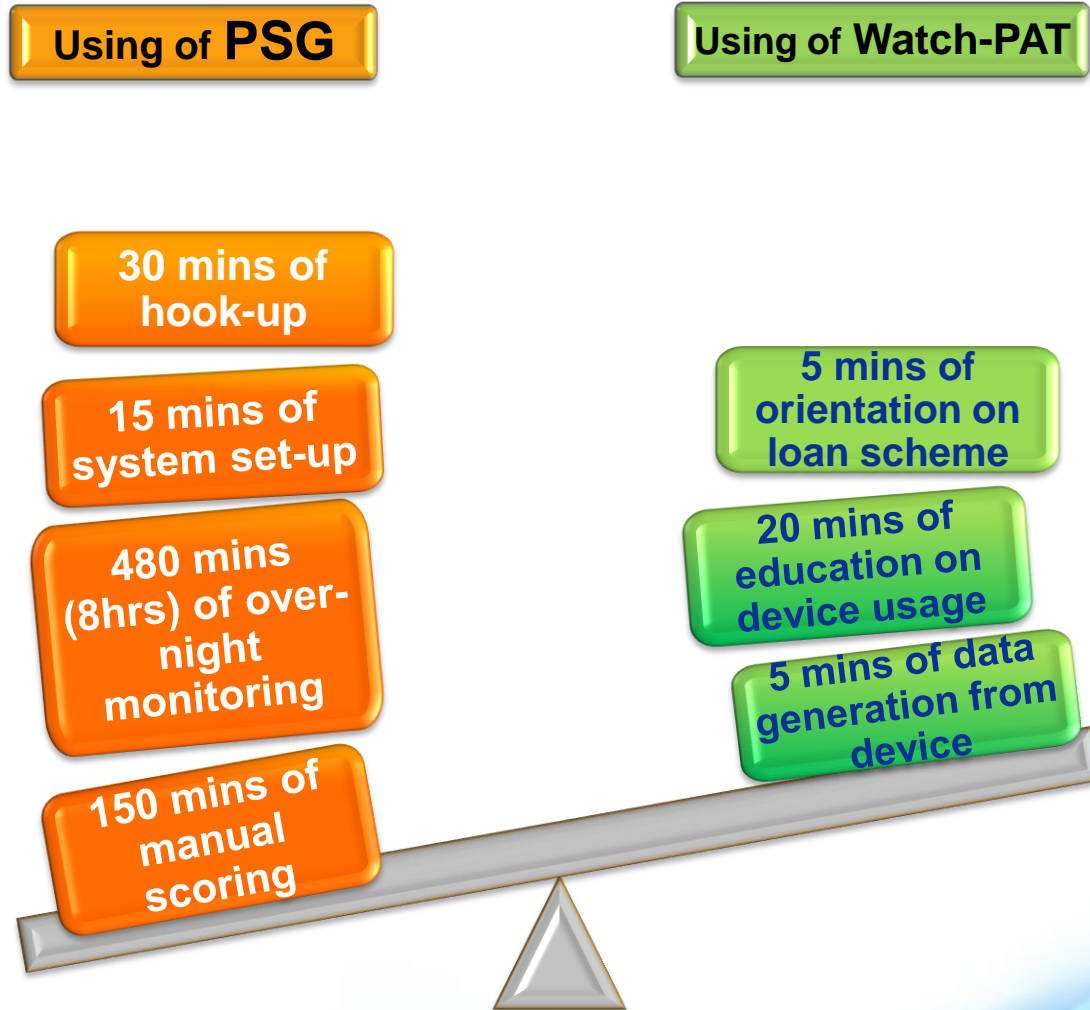 Using of PSG
Using of Watch-PAT
30 mins of
hook-up
15 mins of
system set-up
480 mins
(8hrs) of over-
night
monitoring
150 mins of
manual
scoring
5 mins of
orientation on
loan scheme
20 mins of
education on
device usage
5 mins of data
generation from
device